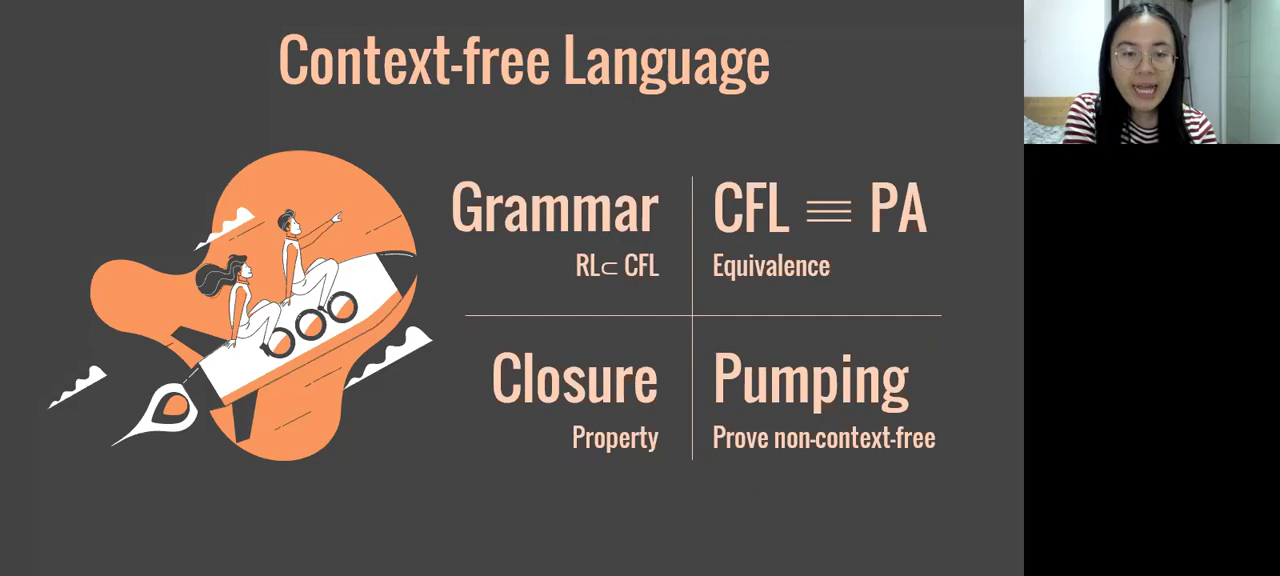 Context-free Language
Grammar
RL⊂ CFL
CFL ≡ PA
Equivalence
Closure
Property
Pumping
Prove non-context-free